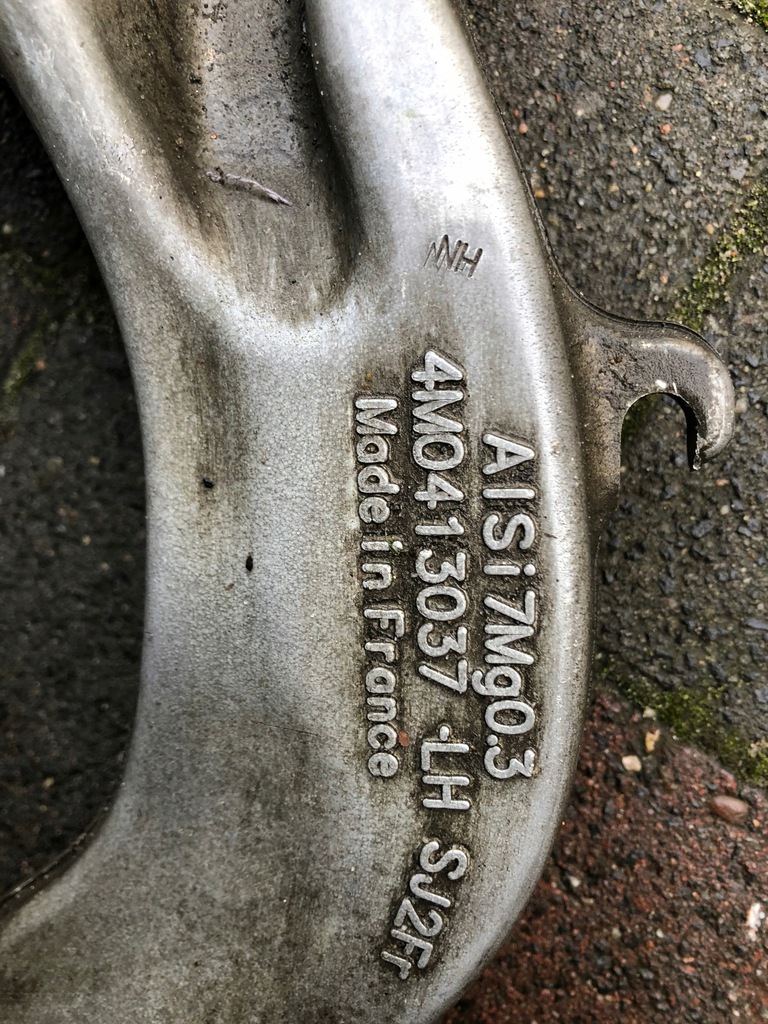 AlSi7Mg0.3
4M0413037 -LH SJ2Fr
Made in France